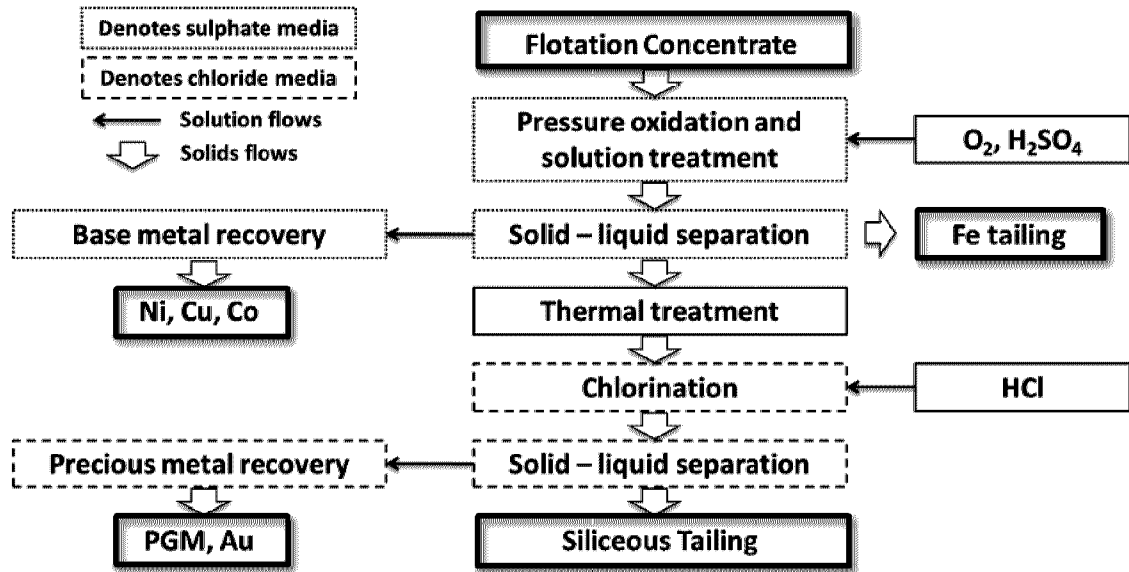 Denotes sulphate media
Denotes chloride media
Solution flows
Solids flows
Flotation Concentrate
Pressure oxidation and
solution treatment
O₂, H₂SO₄
Base metal recovery
Solid – liquid separation
Fe tailing
Ni, Cu, Co
Thermal treatment
Chlorination
HCl
Precious metal recovery
Solid – liquid separation
PGM, Au
Siliceous Tailing